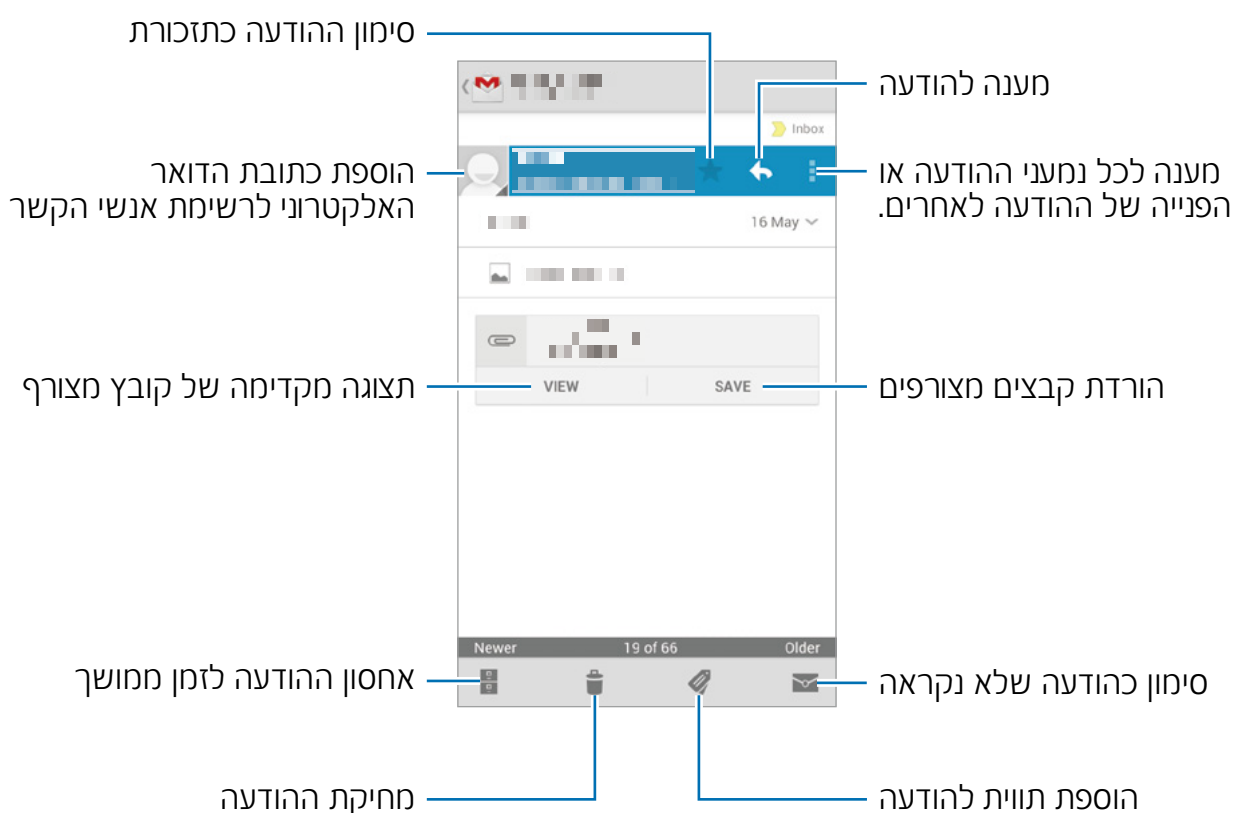 סימון ההודעה כתזכורת
מענה להודעה
Inbox
הוספת כתובת הדואר
האלקטרוני לרשימת אנשי הקשר
מענה לכל נמעני ההודעה או
הפנייה של ההודעה לאחרים.
16 May
תצוגה מקדימה של קובץ מצורף
VIEW
SAVE
הורדת קבצים מצורפים
Newer
19 of 66
Older
אחסון ההודעה לזמן ממושך
סימון כהודעה שלא נקראה
מחיקת ההודעה
הוספת תווית להודעה